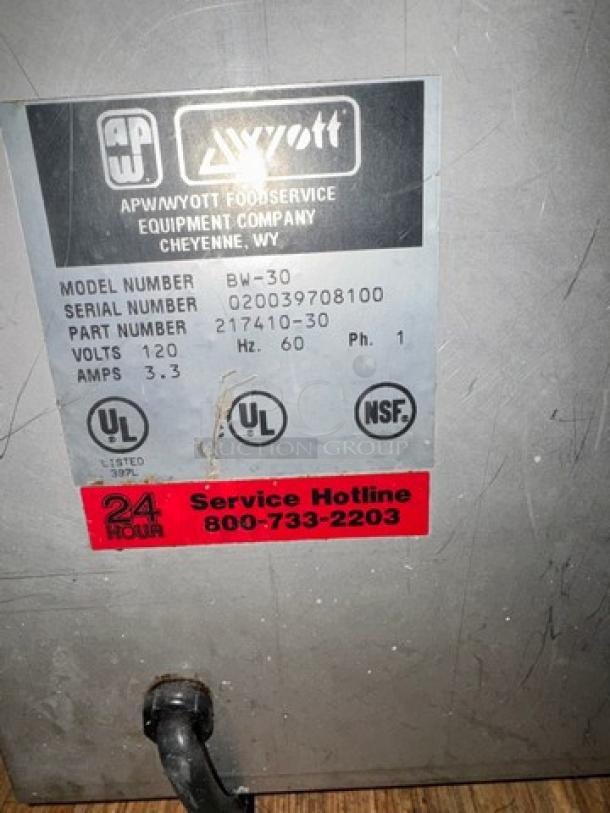 APW
Wyott
APW/WYOTT FOODSERVICE
EQUIPMENT COMPANY
CHEYENNE, WY
MODEL NUMBER BW-30
SERIAL NUMBER 020039708100
PART NUMBER 217410-30
VOLTS 120 Hz. 60 Ph. 1
AMPS 3.3
UL UL NSF®
LISTED
397L
AUCTION GROUP
24 HOUR
Service Hotline
800-733-2203